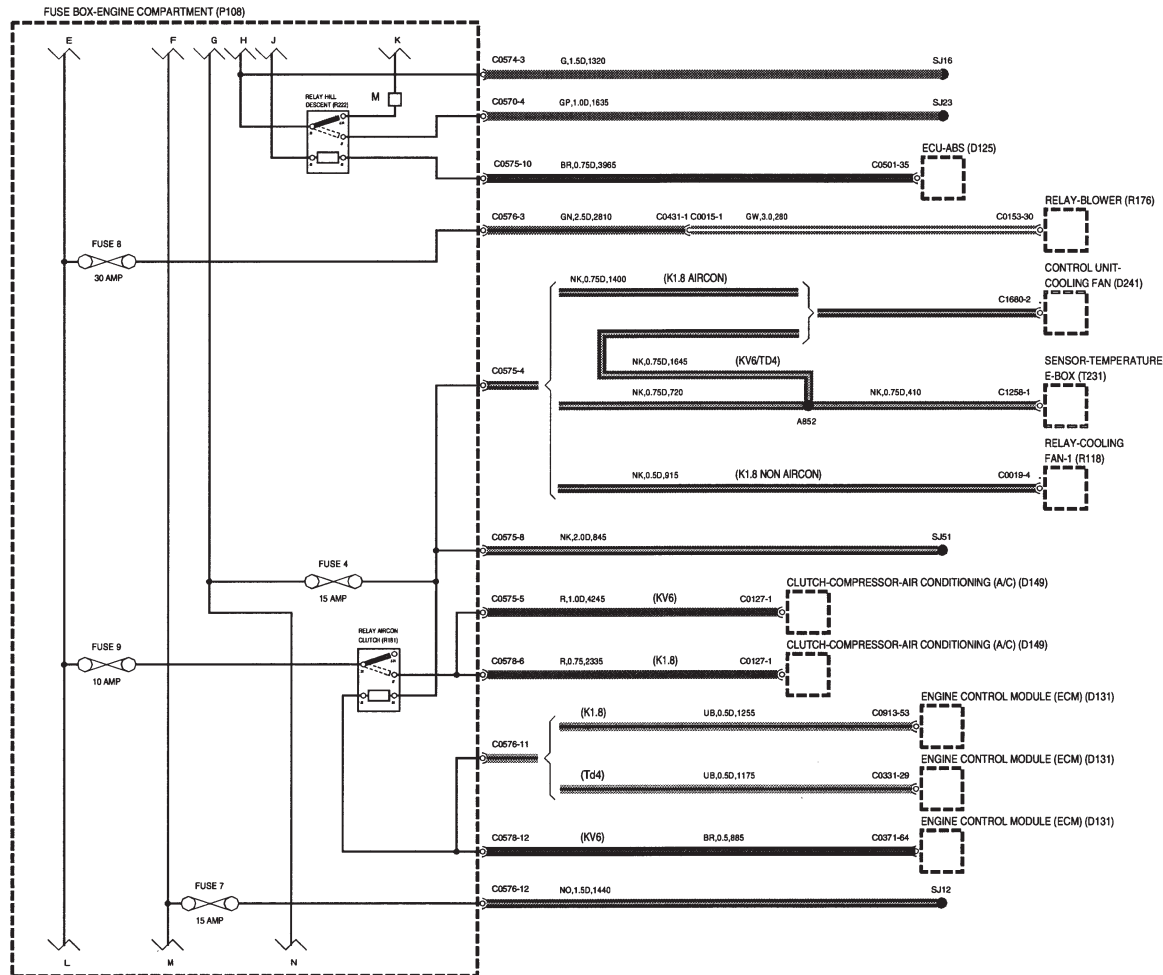 FUSE BOX-ENGINE COMPARTMENT (P108)
E
F
G
H
J
K
C0574-3
G,1.5D,1320
SJ16
RELAY HILL
DESCENT (R222)
M
C0570-4
GP,1.0D,1635
SJ23
C0575-10
BR,0.75D,3965
C0501-35
ECU-ABS (D125)
C0576-3
GN,2.5D,2810
C0431-1 C0015-1
GW,3.0,280
C0153-30
RELAY-BLOWER (R176)
FUSE 8
30 AMP
NK,0.75D,1400
(K1.8 AIRCON)
CONTROL UNIT-
COOLING FAN (D241)
C1680-2
C0575-4
NK,0.75D,1645
(KV6/TD4)
NK,0.75D,720
A852
NK,0.75D,410
C1258-1
SENSOR-TEMPERATURE
E-BOX (T231)
NK,0.5D,915
(K1.8 NON AIRCON)
C0019-4
RELAY-COOLING
FAN-1 (R118)
C0575-8
NK,2.0D,845
SJ51
FUSE 4
15 AMP
C0575-5
R,1.0D,4245
(KV6)
C0127-1
CLUTCH-COMPRESSOR-AIR CONDITIONING (A/C) (D149)
FUSE 9
10 AMP
RELAY AIRCON
CLUTCH (R181)
C0578-6
R,0.75,2335
(K1.8)
C0127-1
CLUTCH-COMPRESSOR-AIR CONDITIONING (A/C) (D149)
C0576-11
(K1.8)
UB,0.5D,1255
C0913-53
ENGINE CONTROL MODULE (ECM) (D131)
(Td4)
UB,0.5D,1175
C0331-29
ENGINE CONTROL MODULE (ECM) (D131)
C0578-12
(KV6)
BR,0.5,885
C0371-64
ENGINE CONTROL MODULE (ECM) (D131)
FUSE 7
15 AMP
C0576-12
NO,1.5D,1440
SJ12
L
M
N